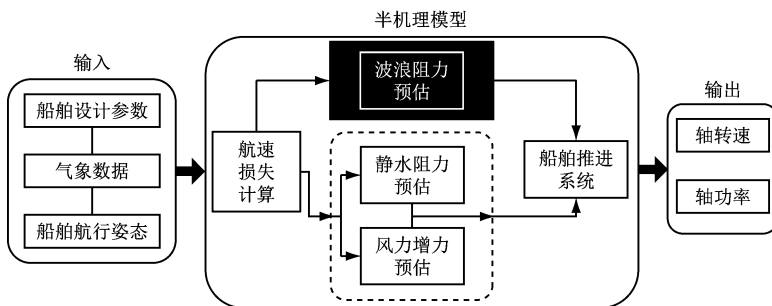 半机理模型
输入
船舶设计参数
气象数据
船舶航行姿态
航速
损失
计算
波浪阻力
预估
静水阻力
预估
风力增力
预估
船舶推进
系统
输出
轴转速
轴功率